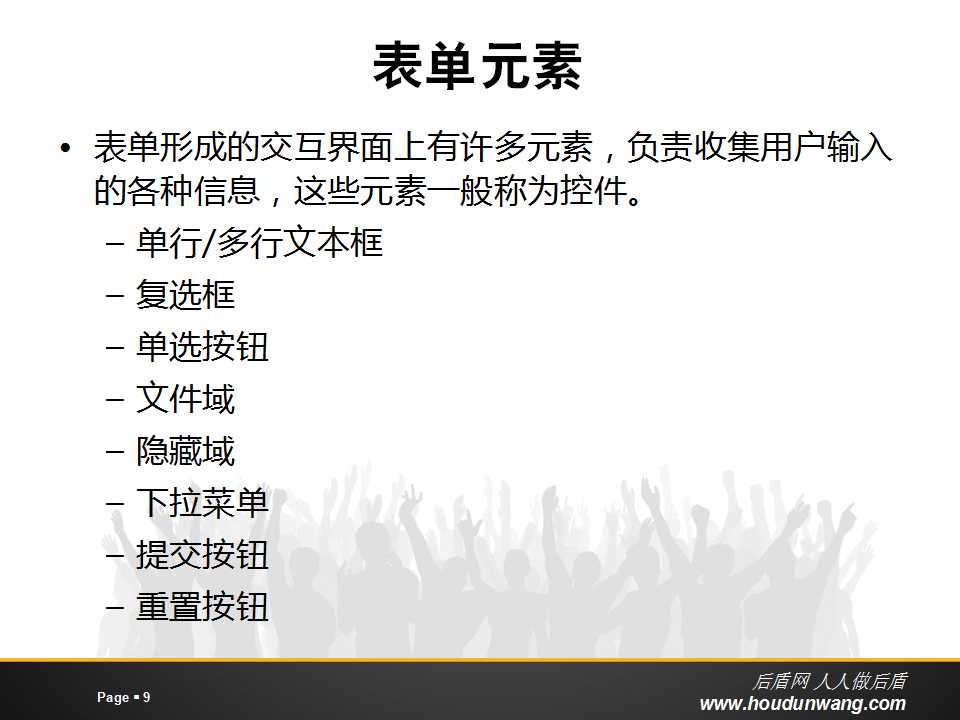 表单元素
• 表单形成的交互界面上有许多元素，负责收集用户输入
的各种信息，这些元素一般称为控件。
– 单行/多行文本框
– 复选框
– 单选按钮
– 文件域
– 隐藏域
– 下拉菜单
– 提交按钮
– 重置按钮
Page ▪ 9
后盾网 人人做后盾
www.houdunwang.com